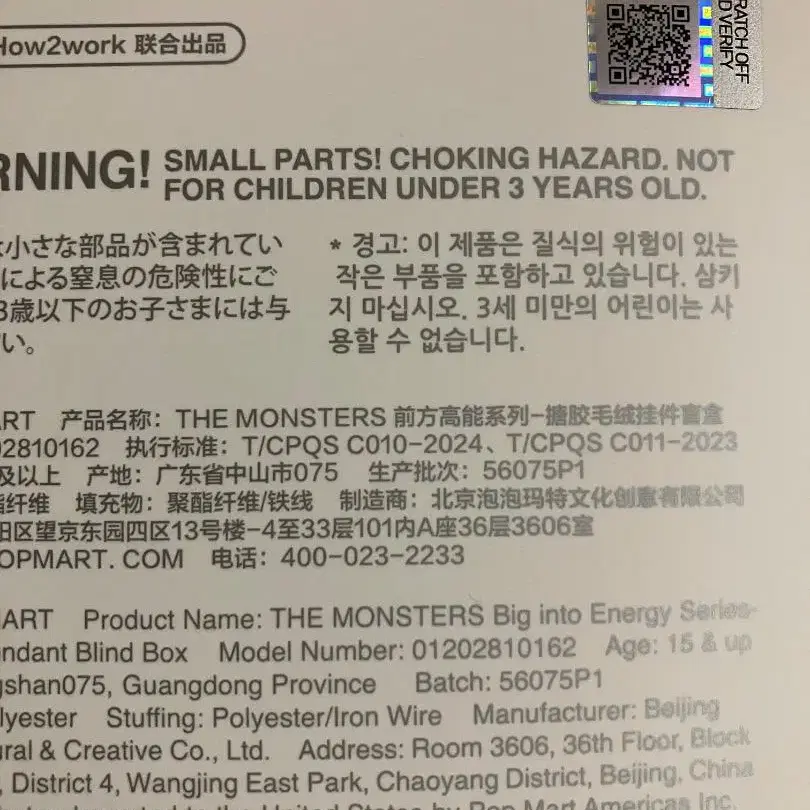 How2work 联合出品
RATCH OFF
D VERIFY
RNING! SMALL PARTS! CHOKING HAZARD. NOT
FOR CHILDREN UNDER 3 YEARS OLD.
小さな部品が含まれてい
による窒息の危険性にご
3歳以下のお子さまには与
い。
* 경고: 이 제품은 질식의 위험이 있는
작은 부품을 포함하고 있습니다. 삼키
지 마십시오. 3세 미만의 어린이는 사
용할 수 없습니다.
ART 产品名称: THE MONSTERS 前方高能系列-搪胶毛绒挂件盲盒
02810162 执行标准: T/CPQS C010-2024、T/CPQS C011-2023
及以上 产地: 广东省中山市075 生产批次: 56075P1
酯纤维 填充物: 聚酯纤维/铁线 制造商: 北京泡泡玛特文化创意有限公司
阳区望京东园四区13号楼-4至33层101内A座36层3606室
OPMART. COM 电话: 400-023-2233
MART Product Name: THE MONSTERS Big into Energy Series-
ndant Blind Box Model Number: 01202810162 Age: 15 & up
gshan075, Guangdong Province Batch: 56075P1
lyester Stuffing: Polyester/Iron Wire Manufacturer: Beijing
ural & Creative Co., Ltd. Address: Room 3606, 36th Floor, Block
, District 4, Wangjing East Park, Chaoyang District, Beijing, China
to the United States by Pop Mart Americas Inc.